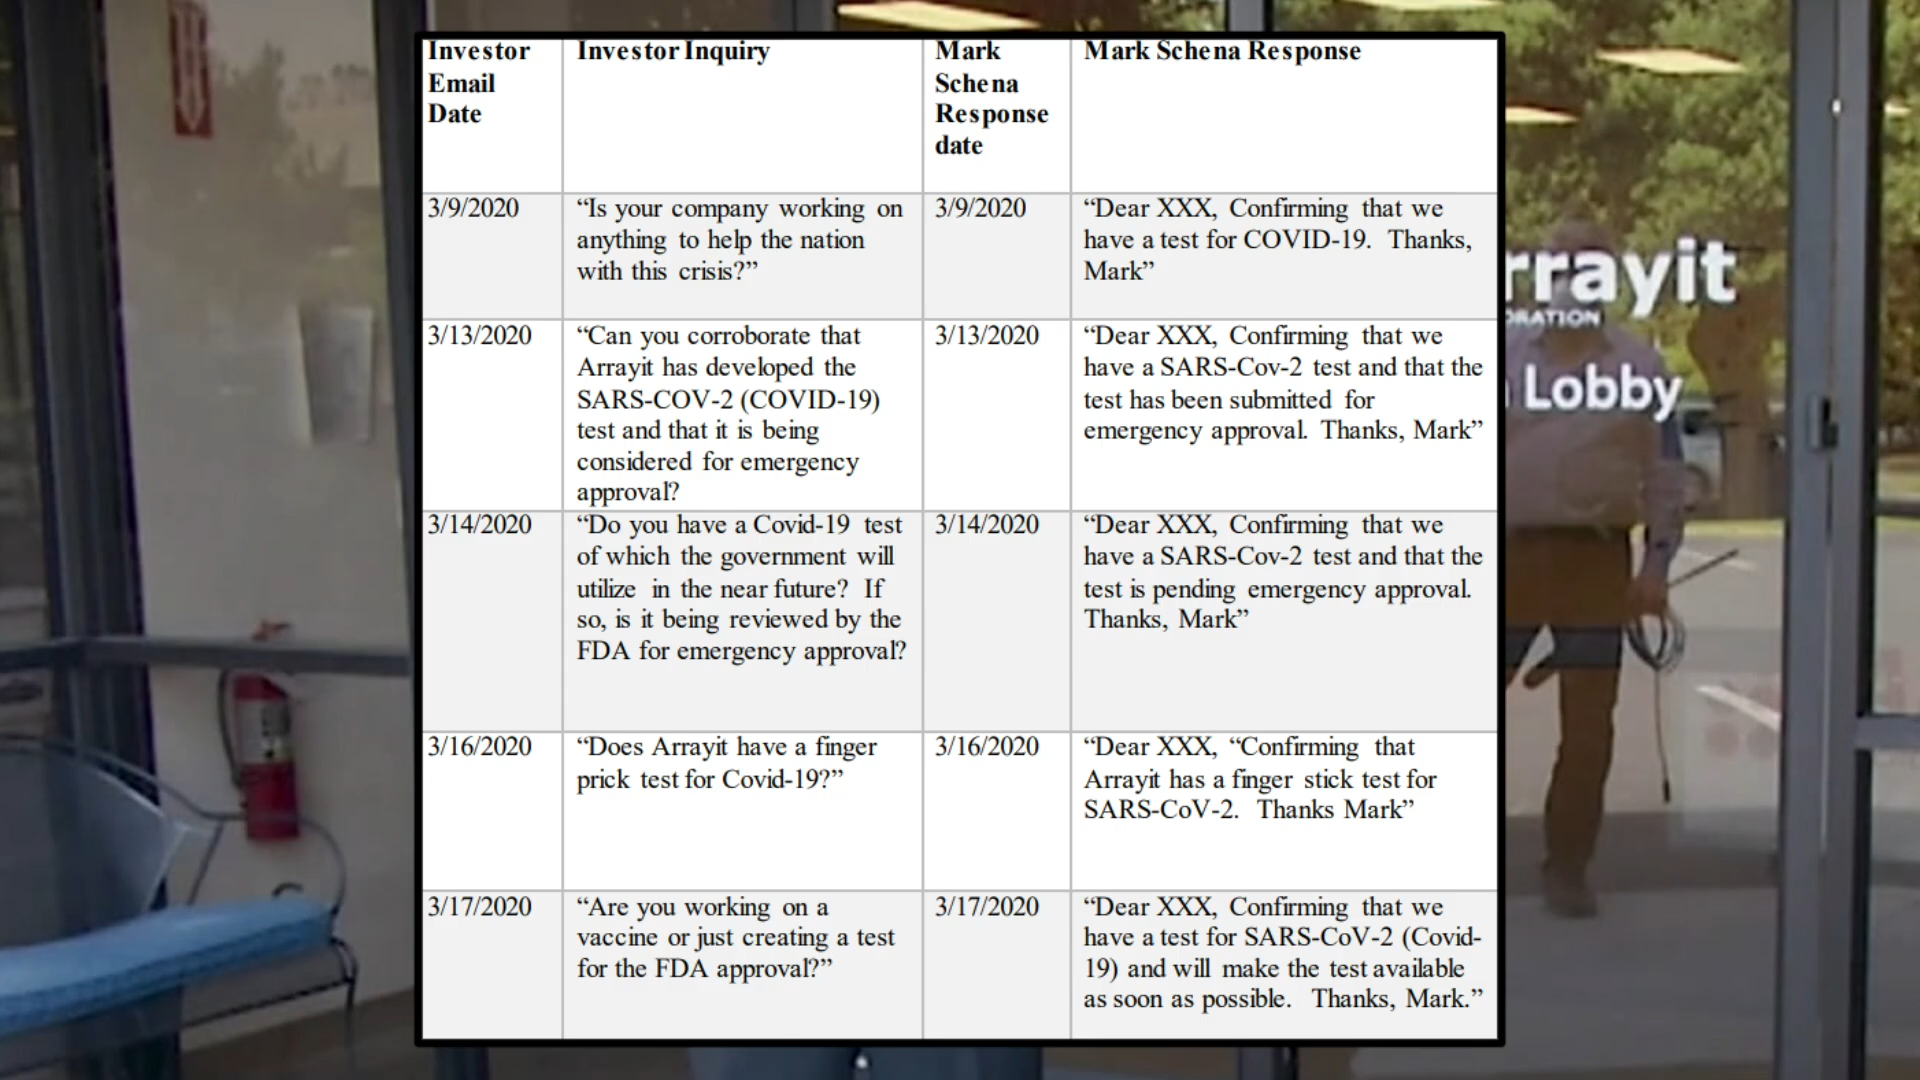 Investor
Email
Date
Investor Inquiry
Mark
Schena
Response
date
Mark Schena Response
3/9/2020
“Is your company working on
anything to help the nation
with this crisis?”
3/9/2020
“Dear XXX, Confirming that we
have a test for COVID-19. Thanks,
Mark”
3/13/2020
“Can you corroborate that
Arrayit has developed the
SARS-COV-2 (COVID-19)
test and that it is being
considered for emergency
approval?
3/13/2020
“Dear XXX, Confirming that we
have a SARS-Cov-2 test and that the
test has been submitted for
emergency approval. Thanks, Mark”
3/14/2020
“Do you have a Covid-19 test
of which the government will
utilize in the near future? If
so, is it being reviewed by the
FDA for emergency approval?
3/14/2020
“Dear XXX, Confirming that we
have a SARS-Cov-2 test and that the
test is pending emergency approval.
Thanks, Mark”
3/16/2020
“Does Arrayit have a finger
prick test for Covid-19?”
3/16/2020
“Dear XXX, “Confirming that
Arrayit has a finger stick test for
SARS-CoV-2. Thanks Mark”
3/17/2020
“Are you working on a
vaccine or just creating a test
for the FDA approval?”
3/17/2020
“Dear XXX, Confirming that we
have a test for SARS-CoV-2 (Covid-
19) and will make the test available
as soon as possible. Thanks, Mark.”
rrayit
ORATION
Lobby